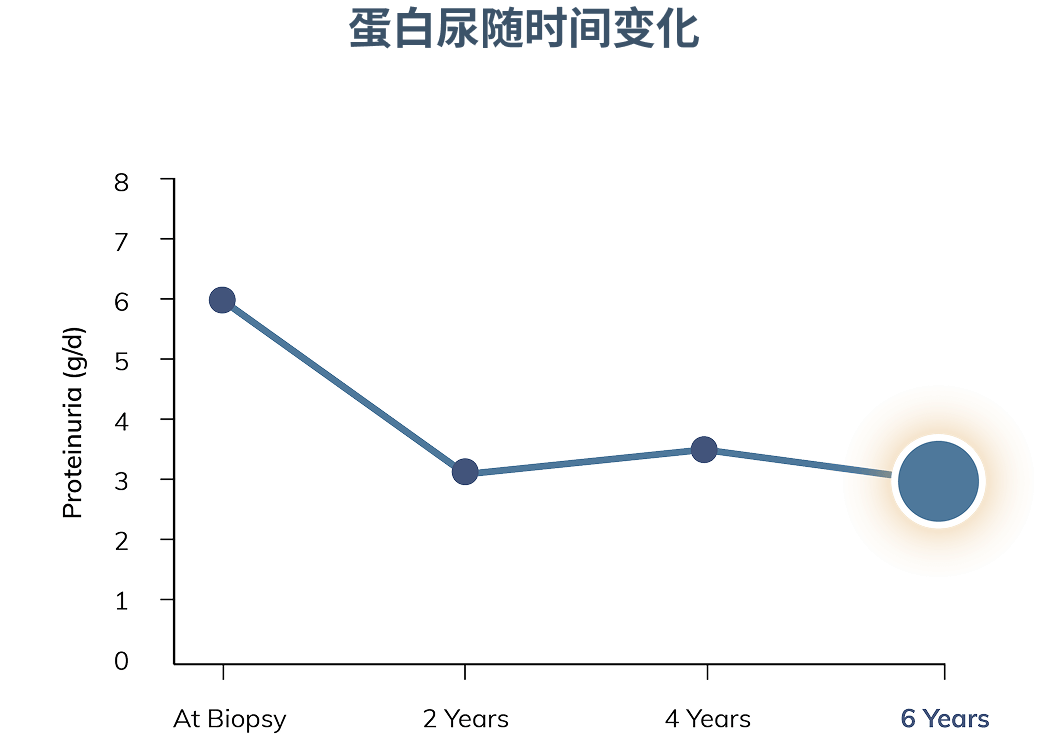 蛋白尿随时间变化
8
7
6
5
4
3
2
1
0
Proteinuria (g/d)
At Biopsy
2 Years
4 Years
6 Years